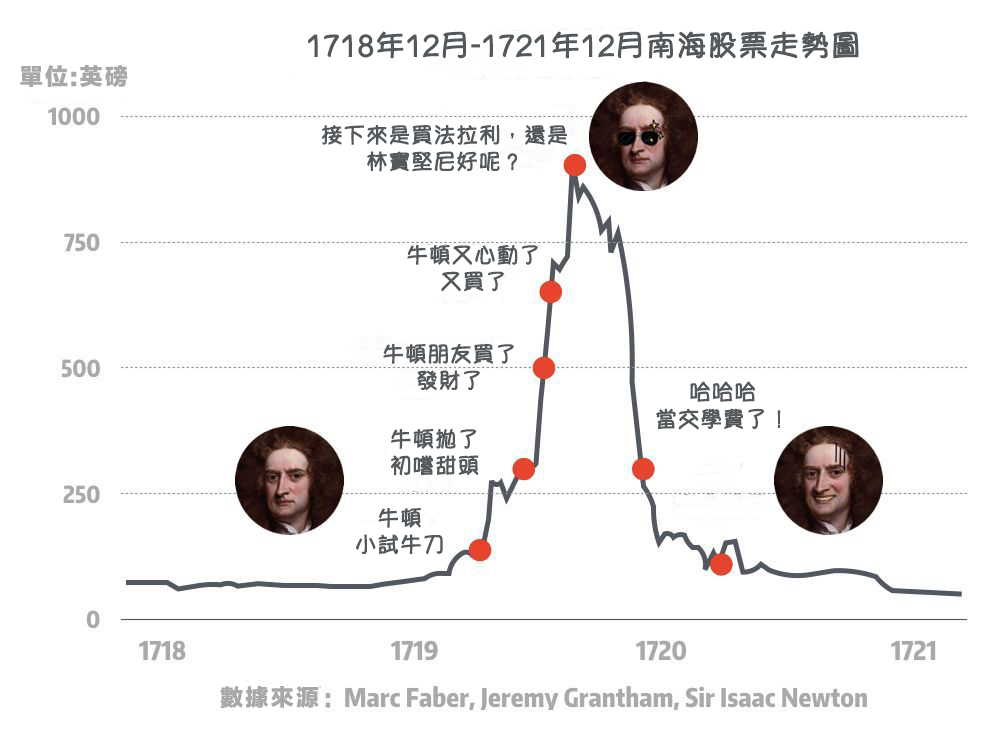 1718年12月-1721年12月南海股票走勢圖
單位:英磅
1000
接下來是買法拉利，還是
林寶堅尼好呢？
750
牛頓又心動了
又買了
500
牛頓朋友買了
發財了
哈哈哈
當交學費了！
牛頓拋了
初嚐甜頭
250
牛頓
小試牛刀
0
1718
1719
1720
1721
數據來源：Marc Faber, Jeremy Grantham, Sir Isaac Newton